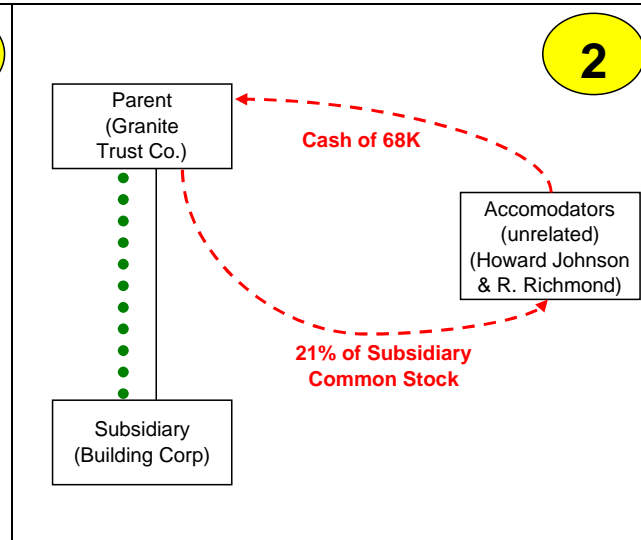 2
Parent
(Granite
Trust Co.)
Cash of 68K
Accomodators
(unrelated)
(Howard Johnson
& R. Richmond)
21% of Subsidiary
Common Stock
Subsidiary
(Building Corp)